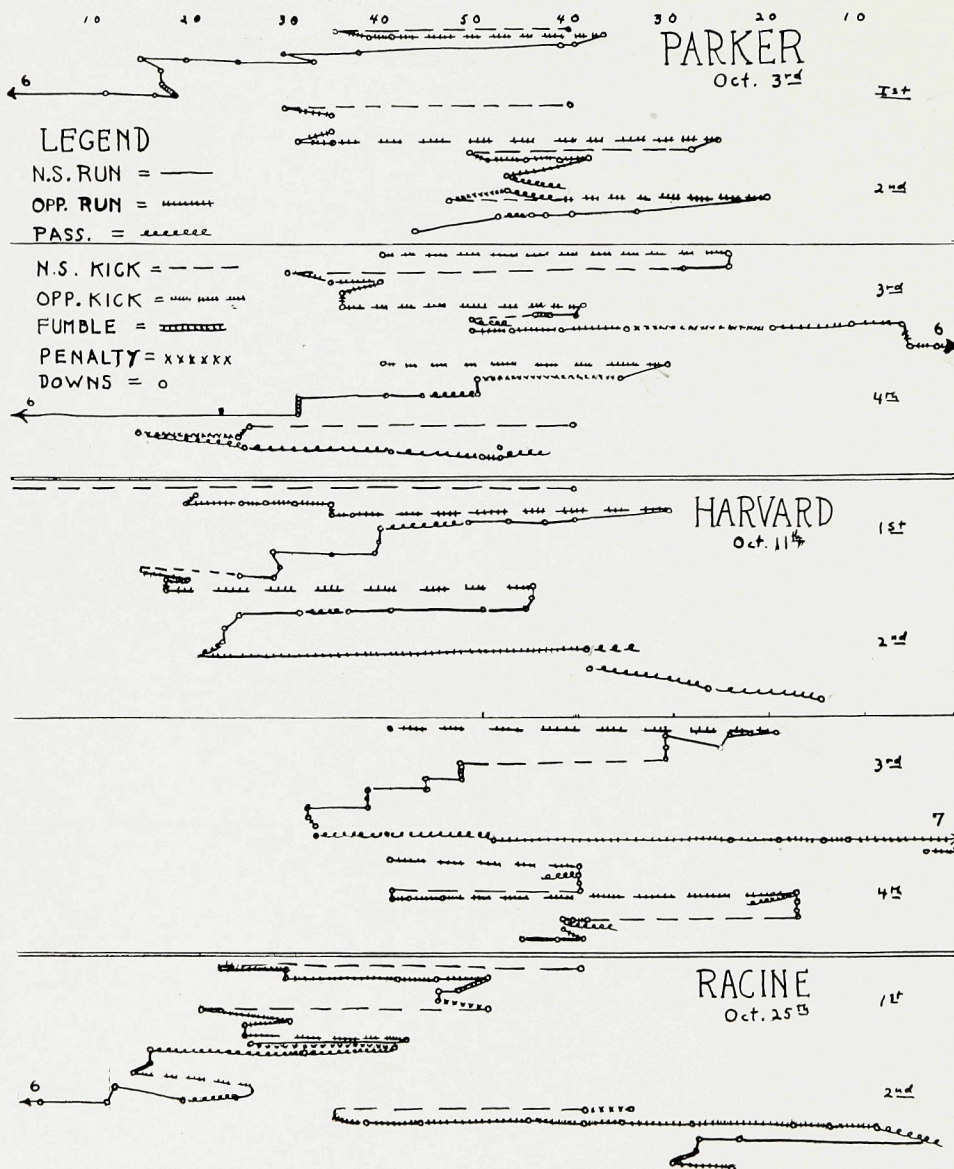 10 20 30 40 50 40 30 20 10
PARKER
Oct. 3rd
6
1st
LEGEND
N.S. RUN =
OPP. RUN =
PASS. =
2nd
N.S. KICK =
OPP. KICK =
FUMBLE =
PENALTY = xxxxxx
DOWNS = o
3rd
6
4th
6
HARVARD
Oct. 11th
1st
2nd
3rd
7
4th
RACINE
Oct. 25th
1st
6
2nd